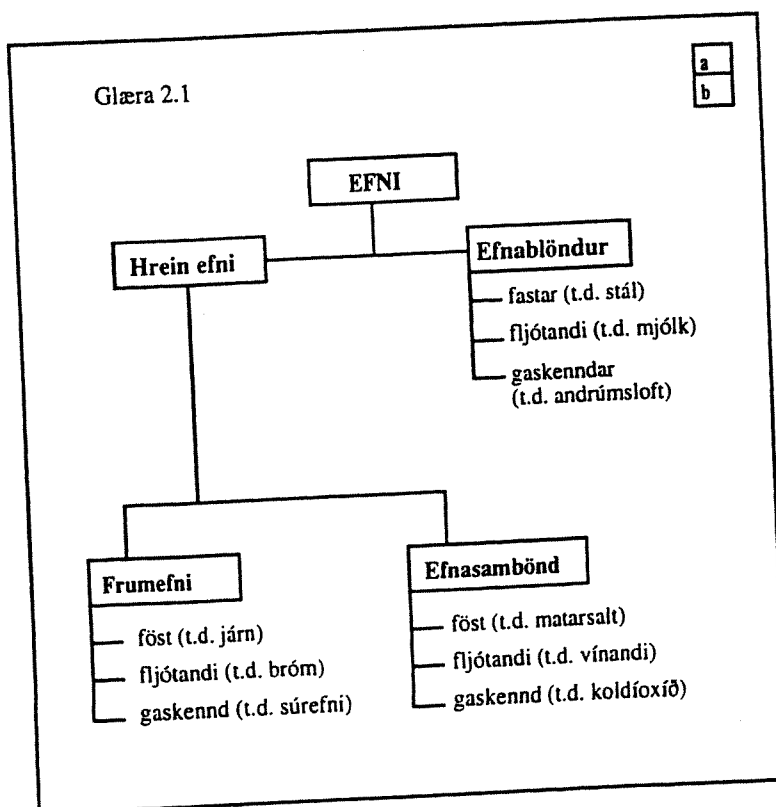 Glæra 2.1
a
b
EFNI
Hrein efni
Efnablöndur
fastar (t.d. stál)
fljótandi (t.d. mjólk)
gaskenndar
(t.d. andrúmsloft)
Frumefni
föst (t.d. járn)
fljótandi (t.d. bróm)
gaskennd (t.d. súrefni)
Efnasambönd
föst (t.d. matarsalt)
fljótandi (t.d. vínandi)
gaskennd (t.d. koldíoxíð)